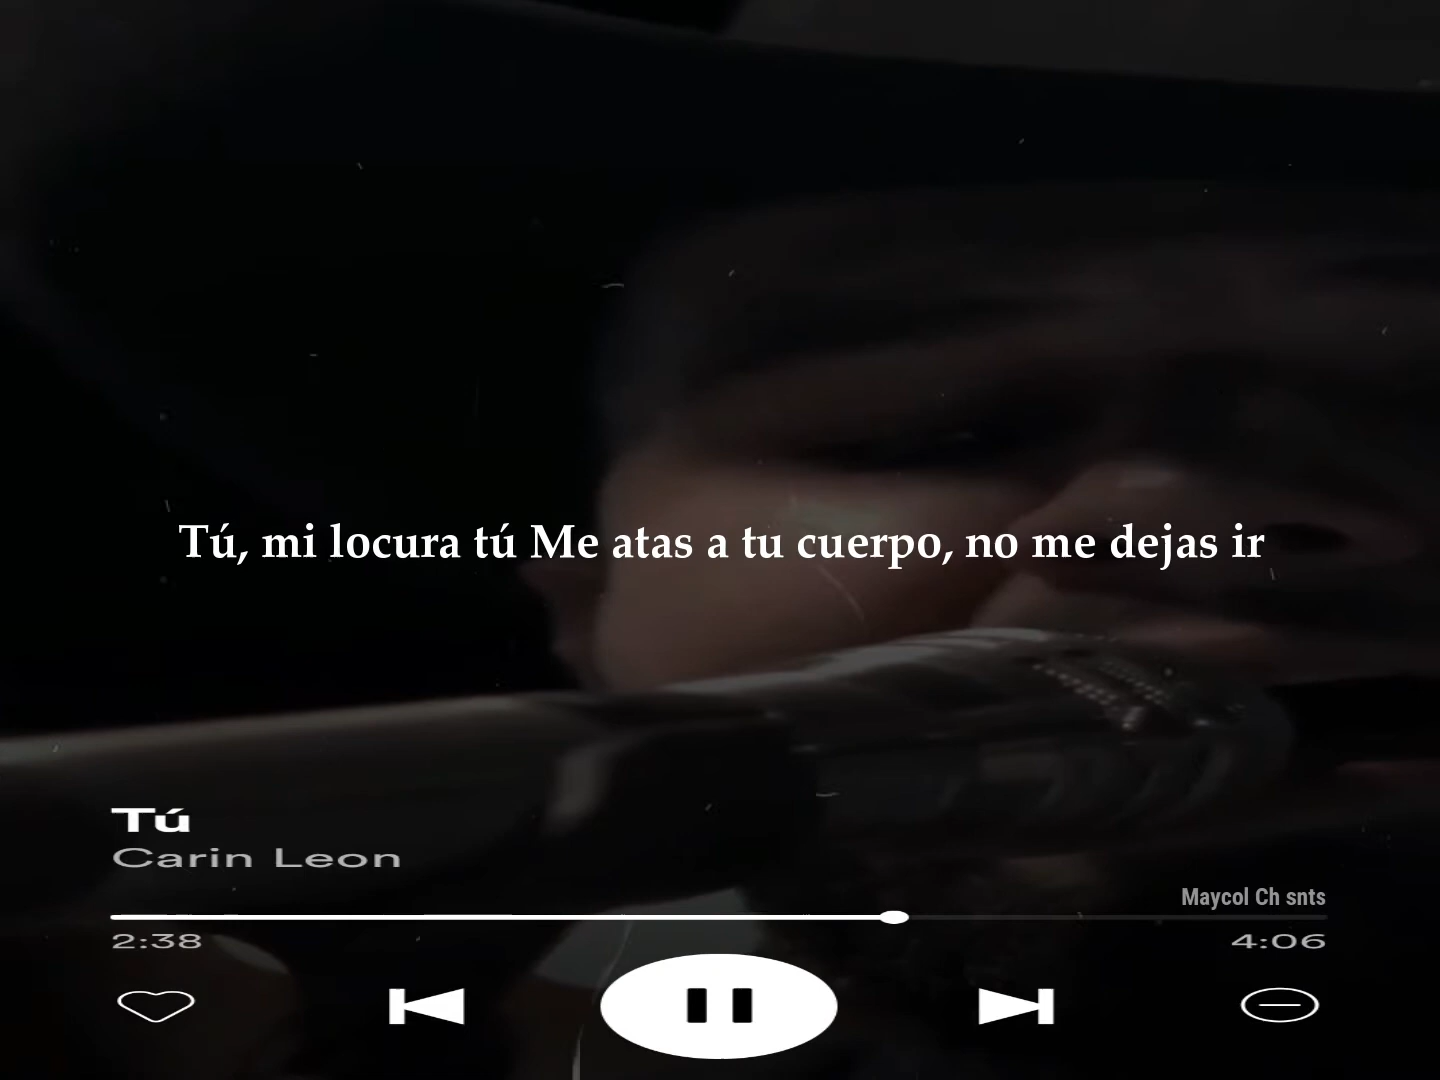 Tú, mi locura tú Me atas a tu cuerpo, no me dejas ir
Tú
Carin Leon
Maycol Ch snts
2:38
4:06